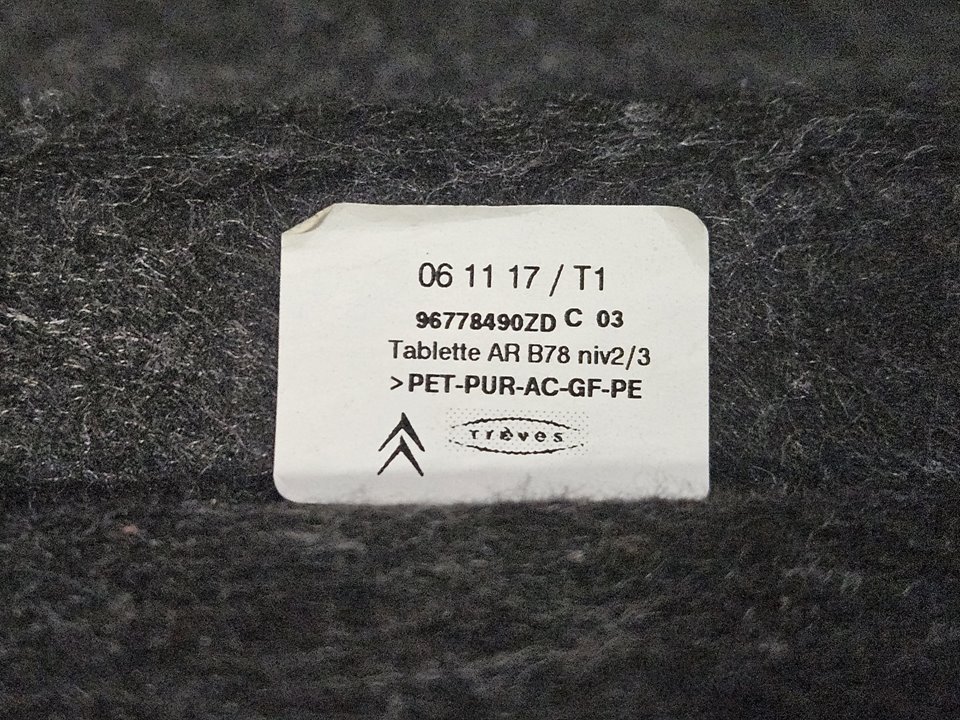 06 11 17 / T1
96778490ZD C 03
Tablette AR B78 niv2/3
>PET-PUR-AC-GF-PE
Trèves